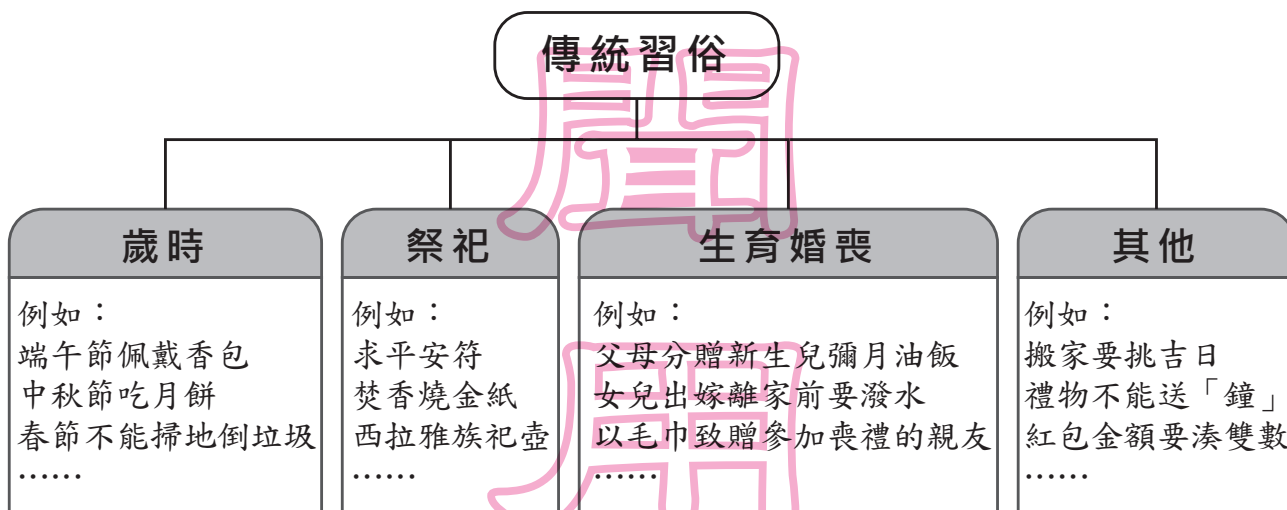 傳統習俗
歲時
例如：
端午節佩戴香包
中秋節吃月餅
春節不能掃地倒垃圾
……
祭祀
例如：
求平安符
焚香燒金紙
西拉雅族祀壺
……
生育婚喪
例如：
父母分贈新生兒彌月油飯
女兒出嫁離家前要潑水
以毛巾致贈參加喪禮的親友
……
其他
例如：
搬家要挑吉日
禮物不能送「鐘」
紅包金額要湊雙數
……